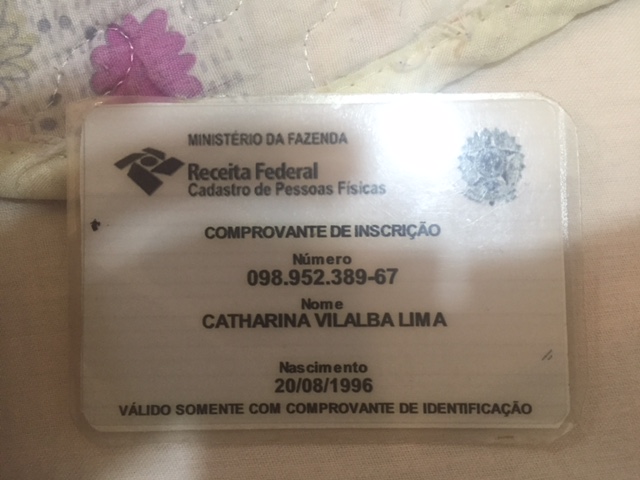 MINISTÉRIO DA FAZENDA
Receita Federal
Cadastro de Pessoas Físicas
COMPROVANTE DE INSCRIÇÃO
Número
098.952.389-67
Nome
CATHARINA VILALBA LIMA
Nascimento
20/08/1996
VÁLIDO SOMENTE COM COMPROVANTE DE IDENTIFICAÇÃO